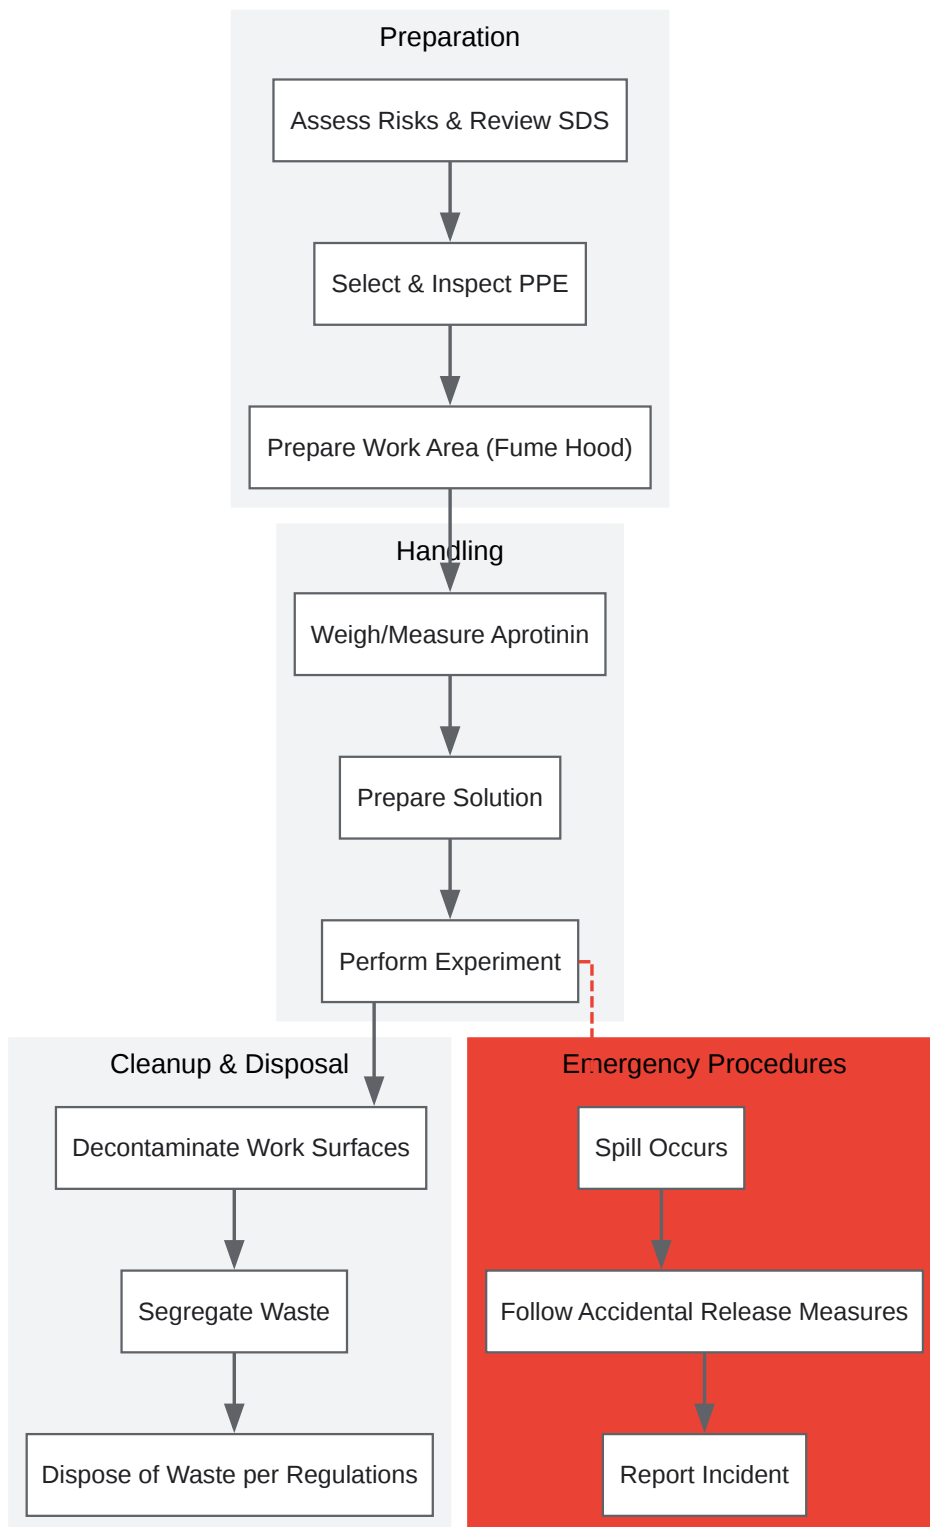 Preparation
Assess Risks & Review SDS
Select & Inspect PPE
Prepare Work Area (Fume Hood)
Handling
Weigh/Measure Aprotinin
Prepare Solution
Perform Experiment
Cleanup & Disposal
Decontaminate Work Surfaces
Segregate Waste
Dispose of Waste per Regulations
Emergency Procedures
Spill Occurs
Follow Accidental Release Measures
Report Incident